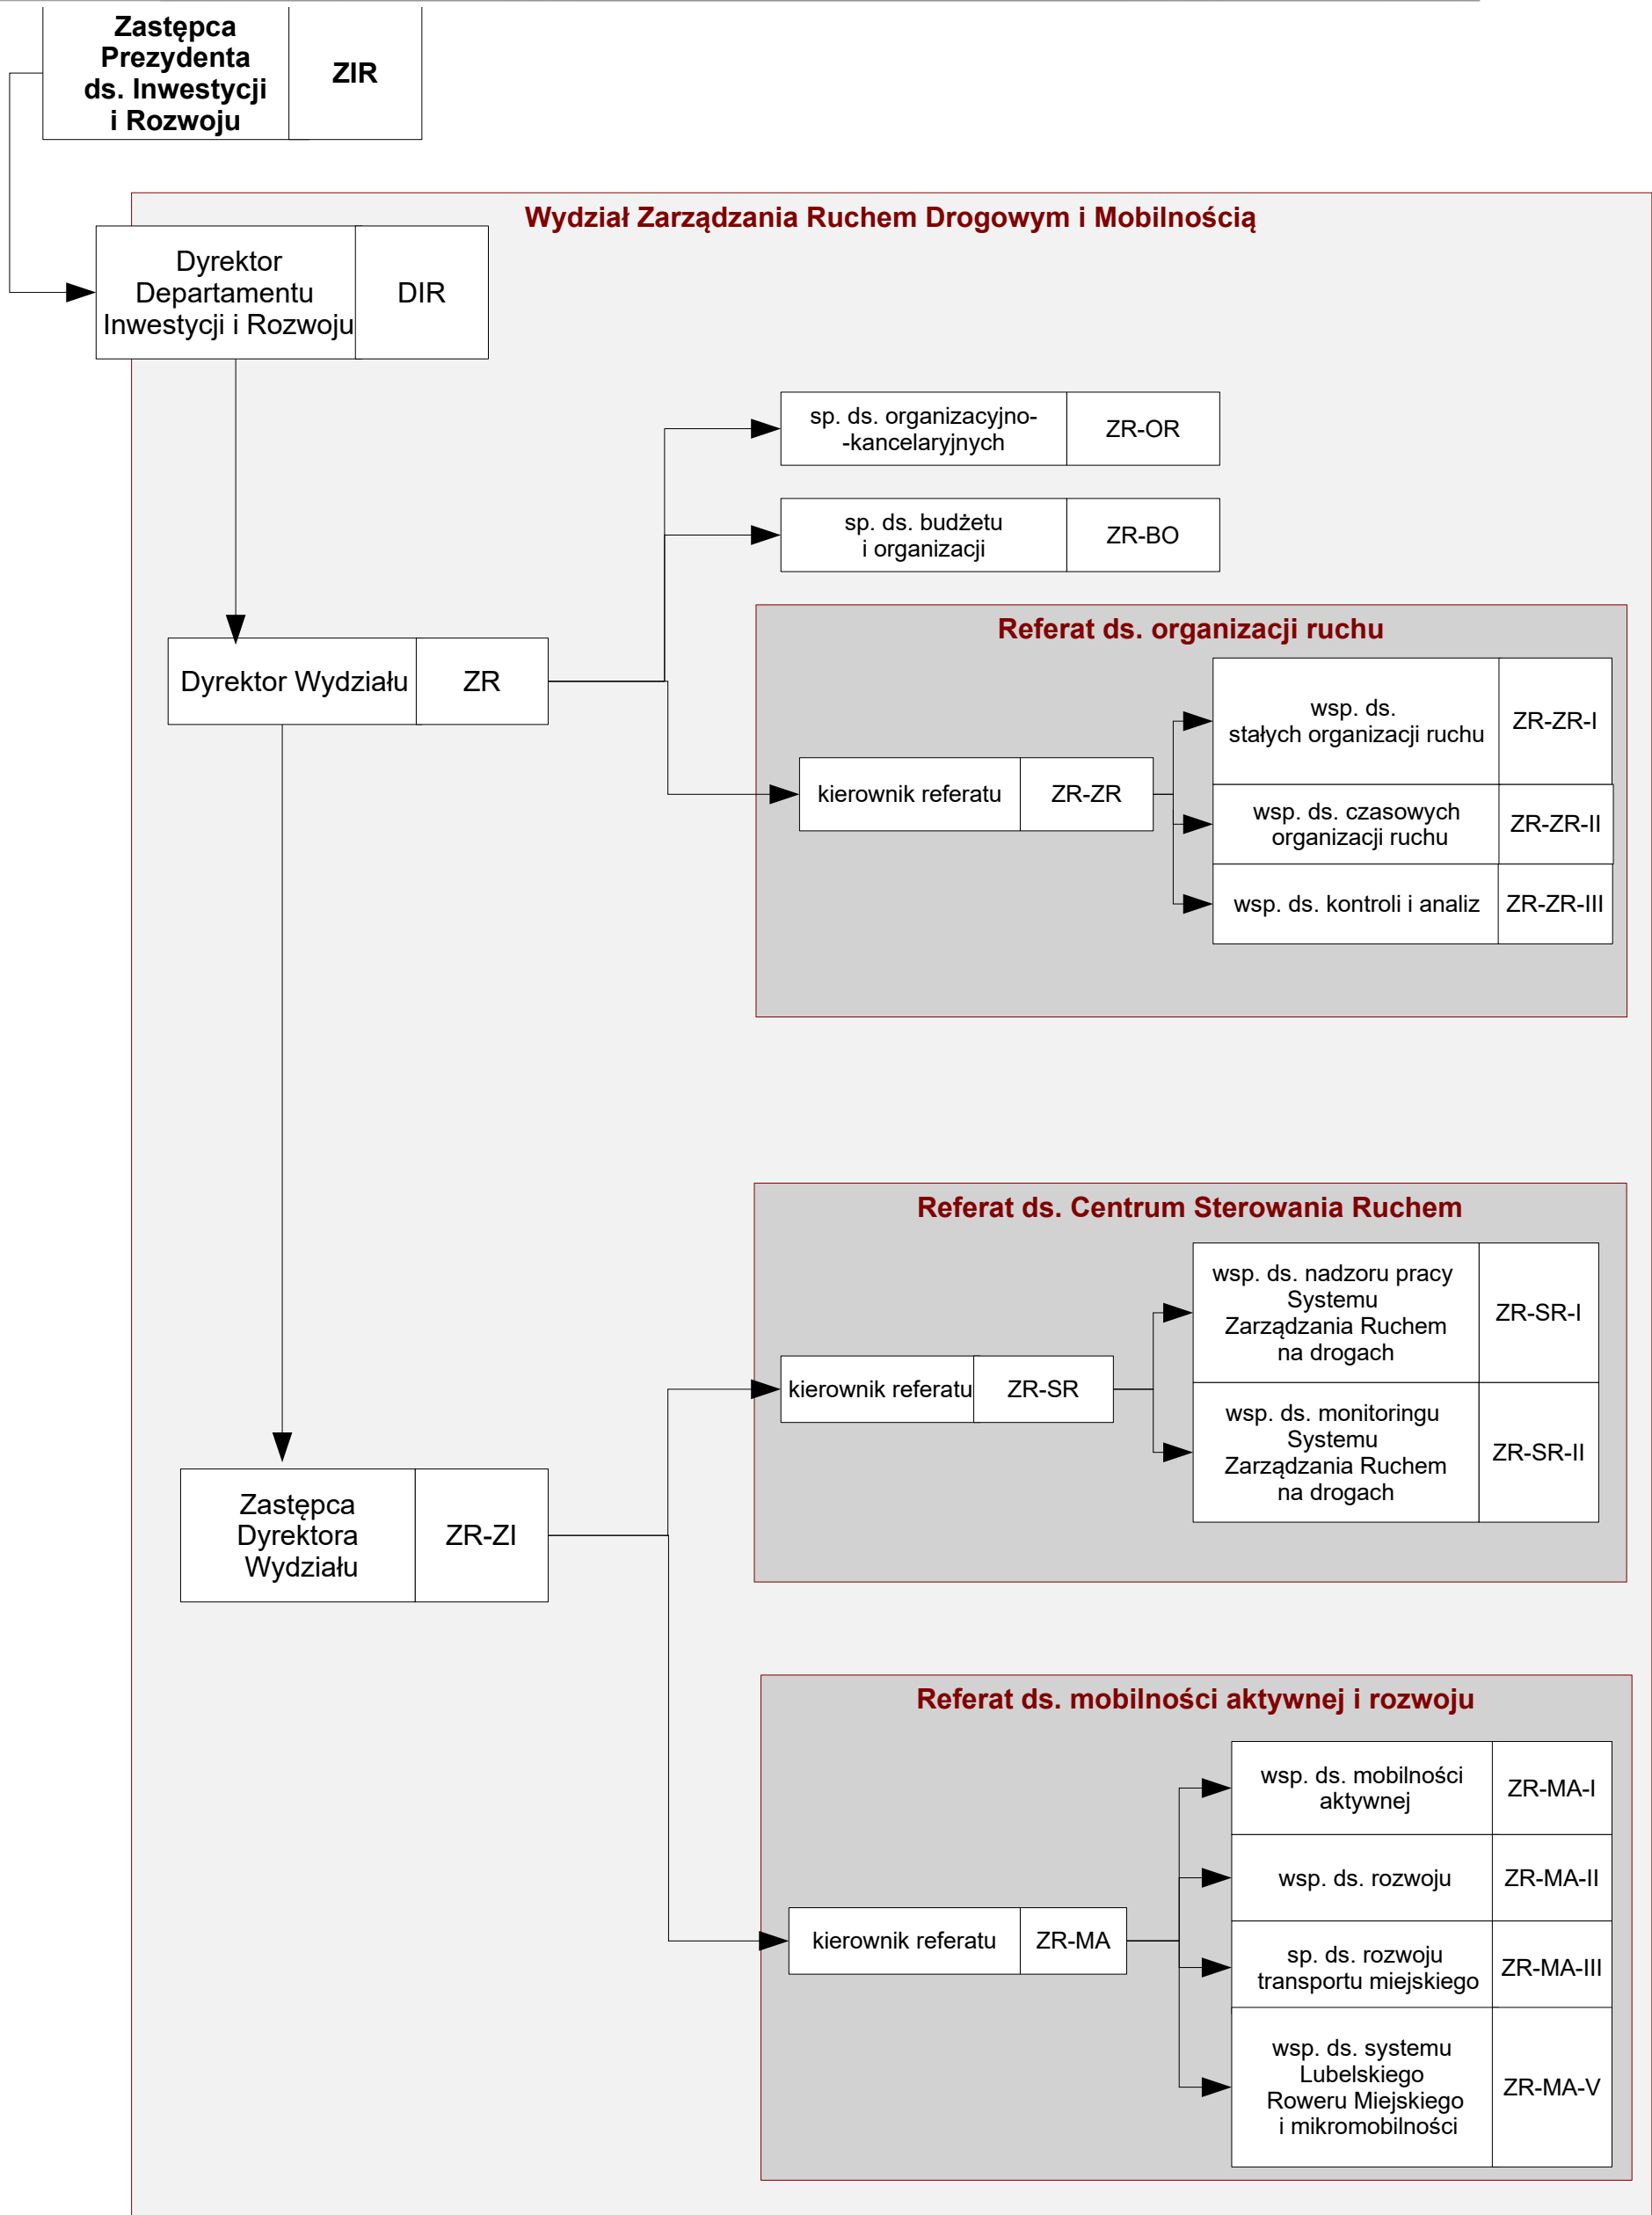 Zastępca
Prezydenta
ds. Inwestycji
i Rozwoju
ZIR
Wydział Zarządzania Ruchem Drogowym i Mobilnością
Dyrektor
Departamentu
Inwestycji i Rozwoju
DIR
sp. ds. organizacyjno-
-kancelaryjnych
ZR-OR
sp. ds. budżetu
i organizacji
ZR-BO
Dyrektor Wydziału
ZR
Referat ds. organizacji ruchu
kierownik referatu
ZR-ZR
wsp. ds.
stałych organizacji ruchu
ZR-ZR-I
wsp. ds. czasowych
organizacji ruchu
ZR-ZR-II
wsp. ds. kontroli i analiz
ZR-ZR-III
Zastępca
Dyrektora
Wydziału
ZR-ZI
Referat ds. Centrum Sterowania Ruchem
kierownik referatu
ZR-SR
wsp. ds. nadzoru pracy
Systemu
Zarządzania Ruchem
na drogach
ZR-SR-I
wsp. ds. monitoringu
Systemu
Zarządzania Ruchem
na drogach
ZR-SR-II
Referat ds. mobilności aktywnej i rozwoju
kierownik referatu
ZR-MA
wsp. ds. mobilności
aktywnej
ZR-MA-I
wsp. ds. rozwoju
ZR-MA-II
sp. ds. rozwoju
transportu miejskiego
ZR-MA-III
wsp. ds. systemu
Lubelskiego
Roweru Miejskiego
i mikromobilności
ZR-MA-V